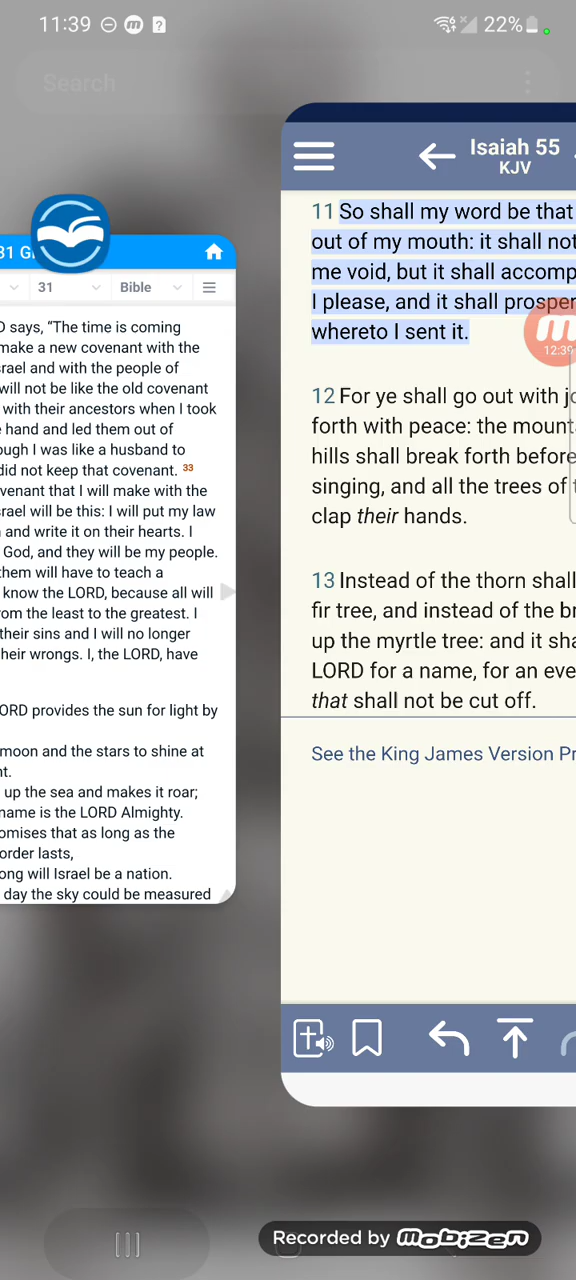 11:39
22%
Search
31 G
31
Bible
D says, “The time is coming
make a new covenant with the
srael and with the people of
will not be like the old covenant
with their ancestors when I took
e hand and led them out of
ough I was like a husband to
did not keep that covenant. 33
venant that I will make with the
srael will be this: I will put my law
and write it on their hearts. I
God, and they will be my people.
them will have to teach a
know the LORD, because all will
rom the least to the greatest. I
their sins and I will no longer
heir wrongs. I, the LORD, have
ORD provides the sun for light by
moon and the stars to shine at
nt.
up the sea and makes it roar;
name is the LORD Almighty.
omises that as long as the
order lasts,
ong will Israel be a nation.
day the sky could be measured
Isaiah 55
KJV
11 So shall my word be that
out of my mouth: it shall not
me void, but it shall accomp
I please, and it shall prosper
whereto I sent it.
12:39
12 For ye shall go out with jo
forth with peace: the mount
hills shall break forth before
singing, and all the trees of t
clap their hands.
13 Instead of the thorn shall
fir tree, and instead of the br
up the myrtle tree: and it sha
LORD for a name, for an eve
that shall not be cut off.
See the King James Version Pr
Recorded by mobizen